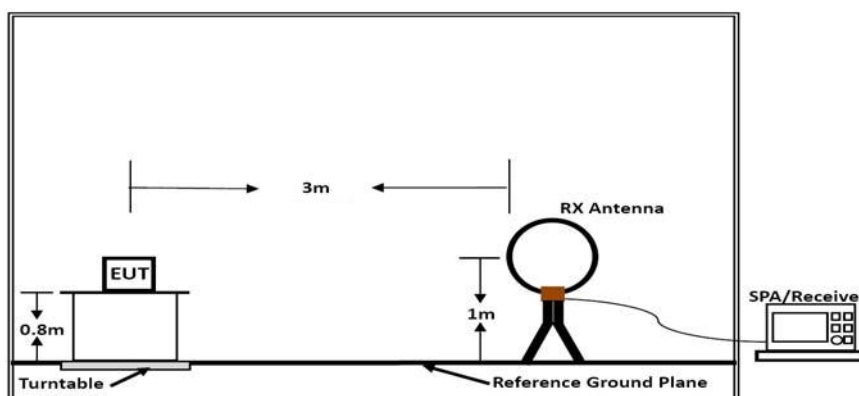 3m
RX Antenna
EUT
SPA/Receive
0.8m
1m
Turntable
Reference Ground Plane